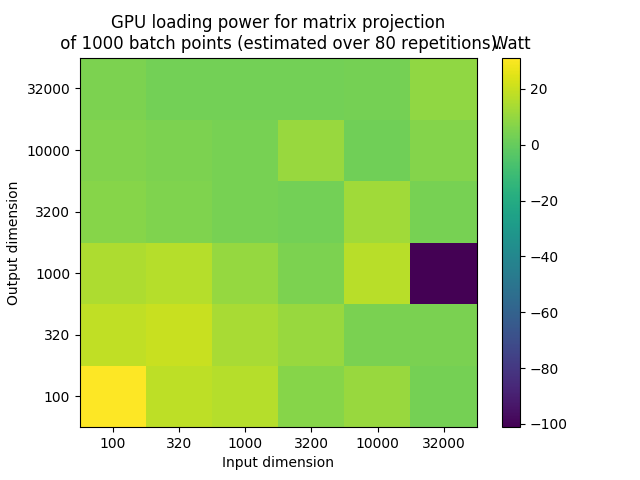 GPU loading power for matrix projection
of 1000 batch points (estimated over 80 repetitions).
Watt
32000
10000
3200
1000
320
100
Output dimension
100 320 1000 3200 10000 32000
Input dimension
20
0
−20
−40
−60
−80
−100